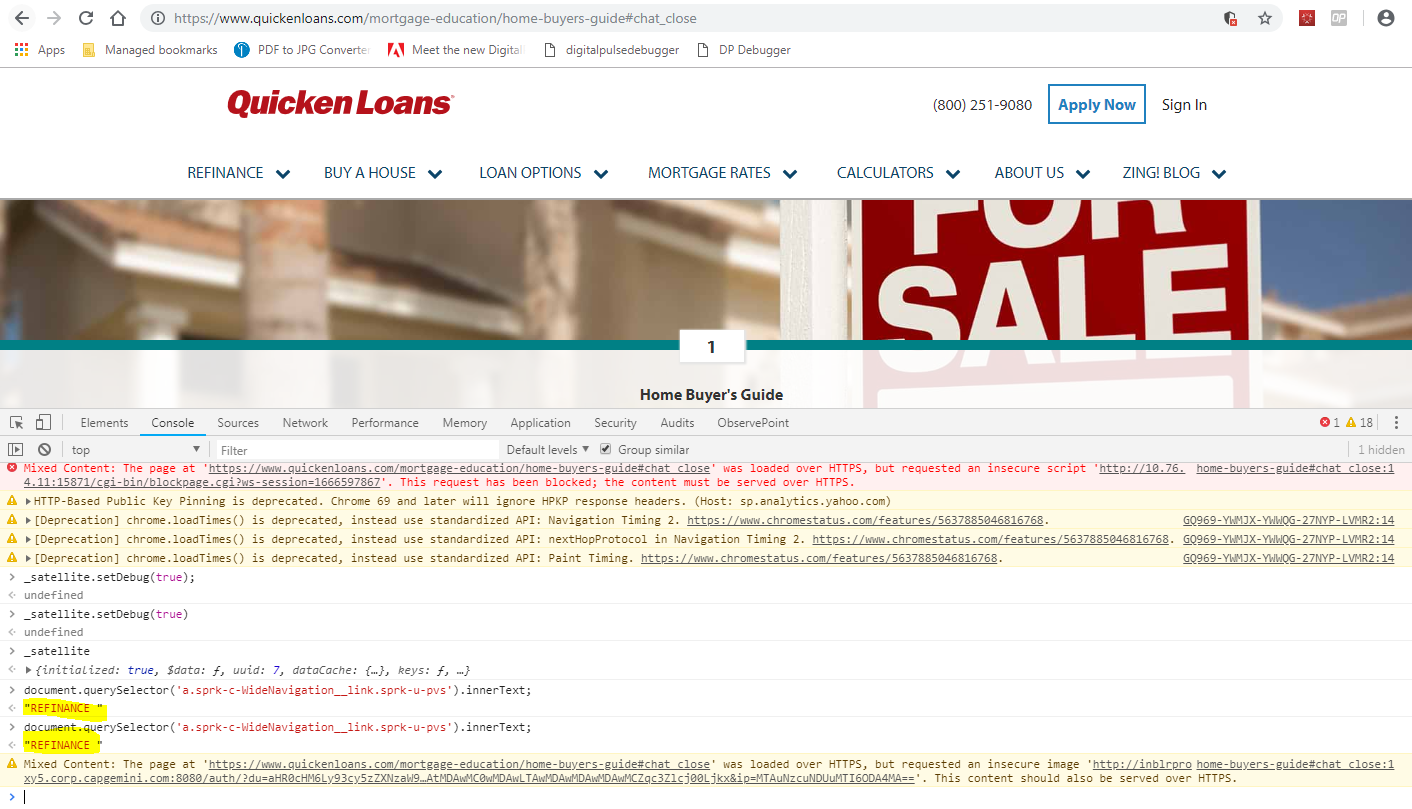 https://www.quickenloans.com/mortgage-education/home-buyers-guide#chat_close
Apps Managed bookmarks PDF to JPG Converter Meet the new Digital digitalpulsedebugger DP Debugger
Quicken Loans
(800) 251-9080 Apply Now Sign In
REFINANCE BUY A HOUSE LOAN OPTIONS MORTGAGE RATES CALCULATORS ABOUT US ZING! BLOG
FOR
SALE
1
Home Buyer's Guide
Elements Console Sources Network Performance Memory Application Security Audits ObservePoint 1 18
top Filter Default levels Group similar 1 hidden
Mixed Content: The page at 'https://www.quickenloans.com/mortgage-education/home-buyers-guide#chat_close' was loaded over HTTPS, but requested an insecure script 'http://10.76. home-buyers-guide#chat_close:1
4.11:15871/cgi-bin/blockpage.cgi?ws-session=1666597867'. This request has been blocked; the content must be served over HTTPS.
HTTP-Based Public Key Pinning is deprecated. Chrome 69 and later will ignore HPKP response headers. (Host: sp.analytics.yahoo.com)
[Deprecation] chrome.loadTimes() is deprecated, instead use standardized API: Navigation Timing 2. https://www.chromestatus.com/features/5637885046816768. GQ969-YWMJX-YWWQG-27NYP-LVMR2:14
[Deprecation] chrome.loadTimes() is deprecated, instead use standardized API: nextHopProtocol in Navigation Timing 2. https://www.chromestatus.com/features/5637885046816768. GQ969-YWMJX-YWWQG-27NYP-LVMR2:14
[Deprecation] chrome.loadTimes() is deprecated, instead use standardized API: Paint Timing. https://www.chromestatus.com/features/5637885046816768. GQ969-YWMJX-YWWQG-27NYP-LVMR2:14
_satellite.setDebug(true);
undefined
_satellite.setDebug(true)
undefined
_satellite
{initialized: true, $data: ƒ, uuid: 7, dataCache: {…}, keys: ƒ, …}
document.querySelector('a.sprk-c-WideNavigation__link.sprk-u-pvs').innerText;
"REFINANCE "
document.querySelector('a.sprk-c-WideNavigation__link.sprk-u-pvs').innerText;
"REFINANCE "
Mixed Content: The page at 'https://www.quickenloans.com/mortgage-education/home-buyers-guide#chat_close' was loaded over HTTPS, but requested an insecure image 'http://inblrpro home-buyers-guide#chat_close:1
xy5.corp.capgemini.com:8080/auth/?du=aHR0cHM6Ly93cy5zZXNzaW9…AtMDAwMC0wMDAwLTAwMDAwMDAwMDAwMCZqc3Zlcj00Ljkx&ip=MTAuNzcuNDUuMTI6ODA4MA=='. This content should also be served over HTTPS.